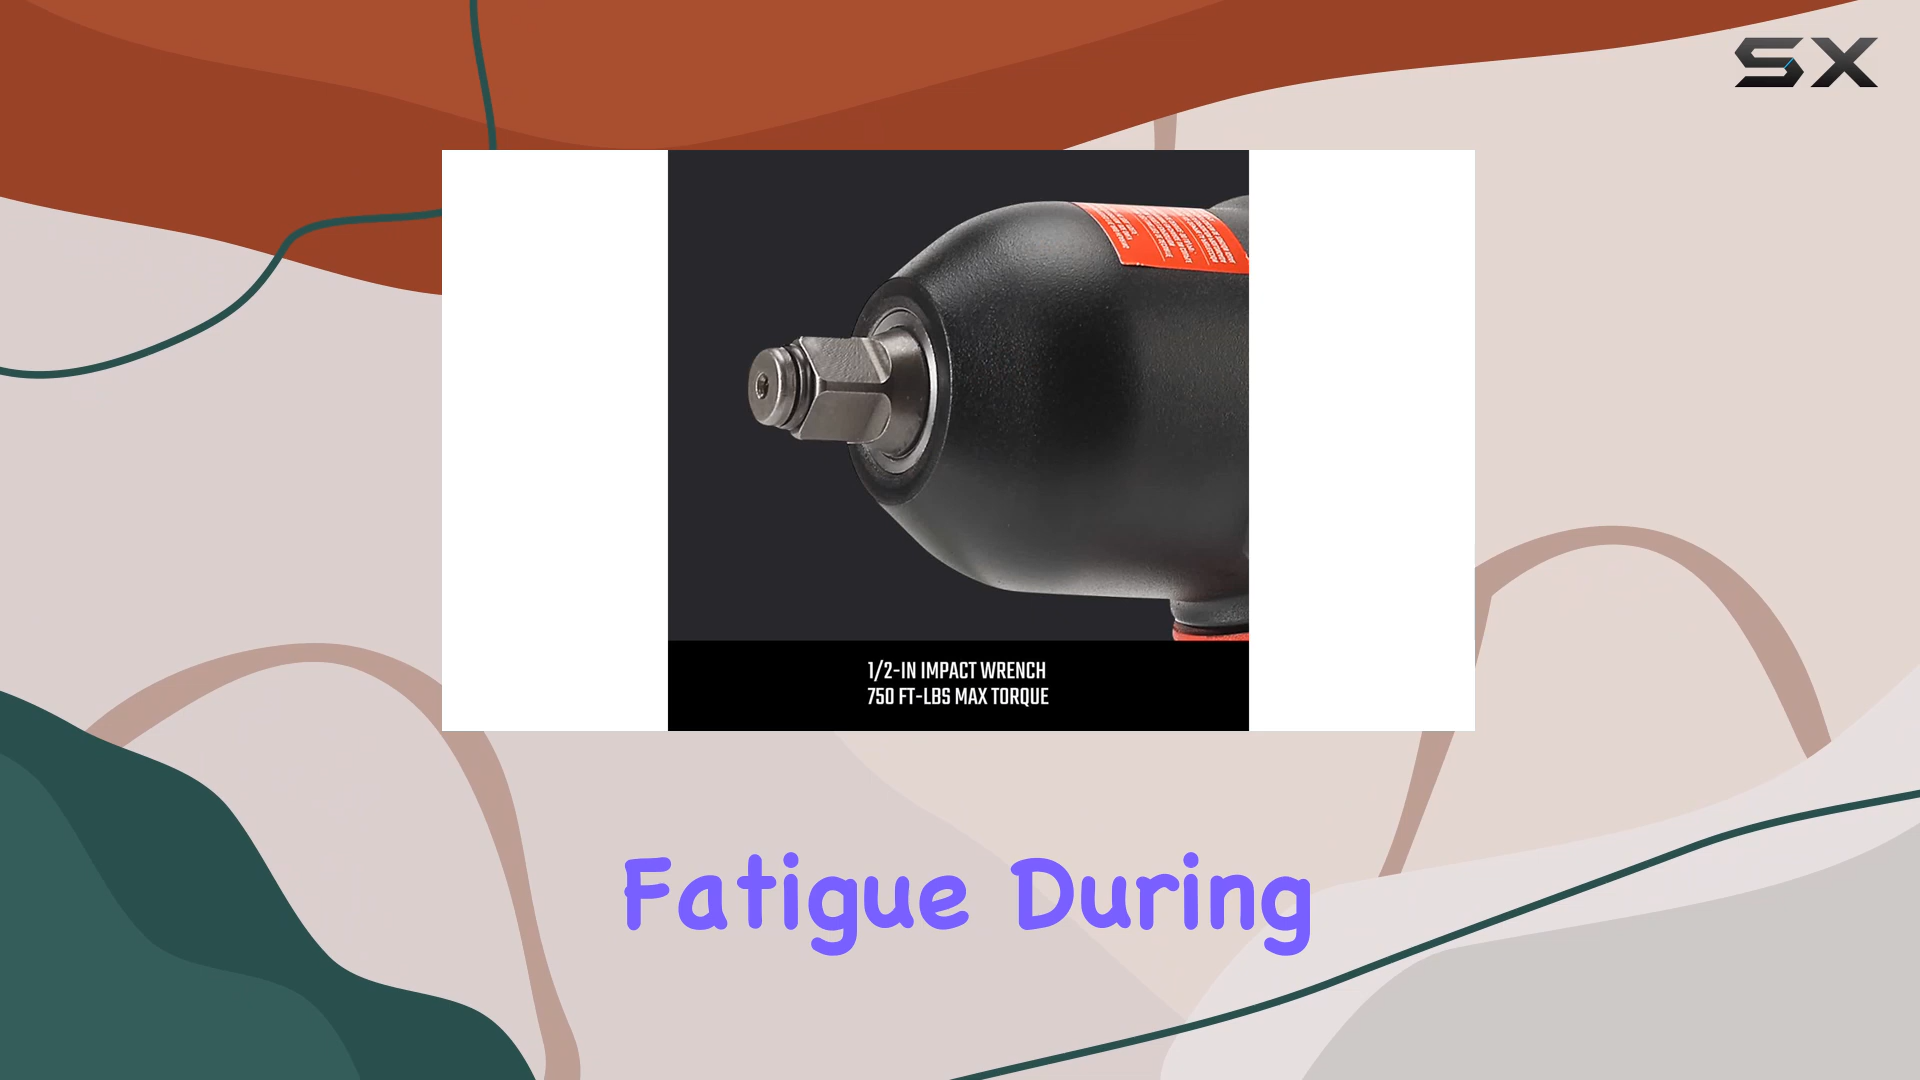 SX
1/2-IN IMPACT WRENCH
750 FT-LBS MAX TORQUE
Fatigue During